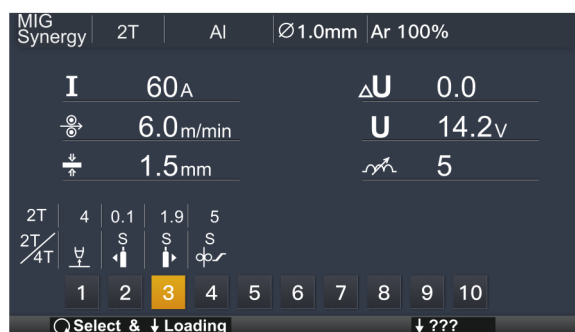 MIG
Synergy 2T Al Ø1.0mm Ar 100%
I 60A ΔU 0.0
6.0m/min U 14.2V
1.5mm 5
2T 4 0.1 1.9 5
2T/4T S S S
1 2 3 4 5 6 7 8 9 10
Select & ↓ Loading ↓ ???